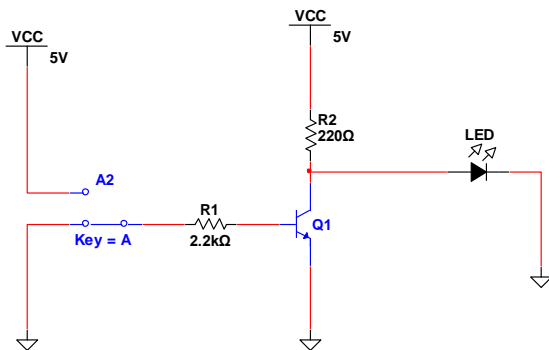 VCC
5V
VCC
5V
R2
220Ω
LED
A2
R1
2.2kΩ
Key = A
Q1